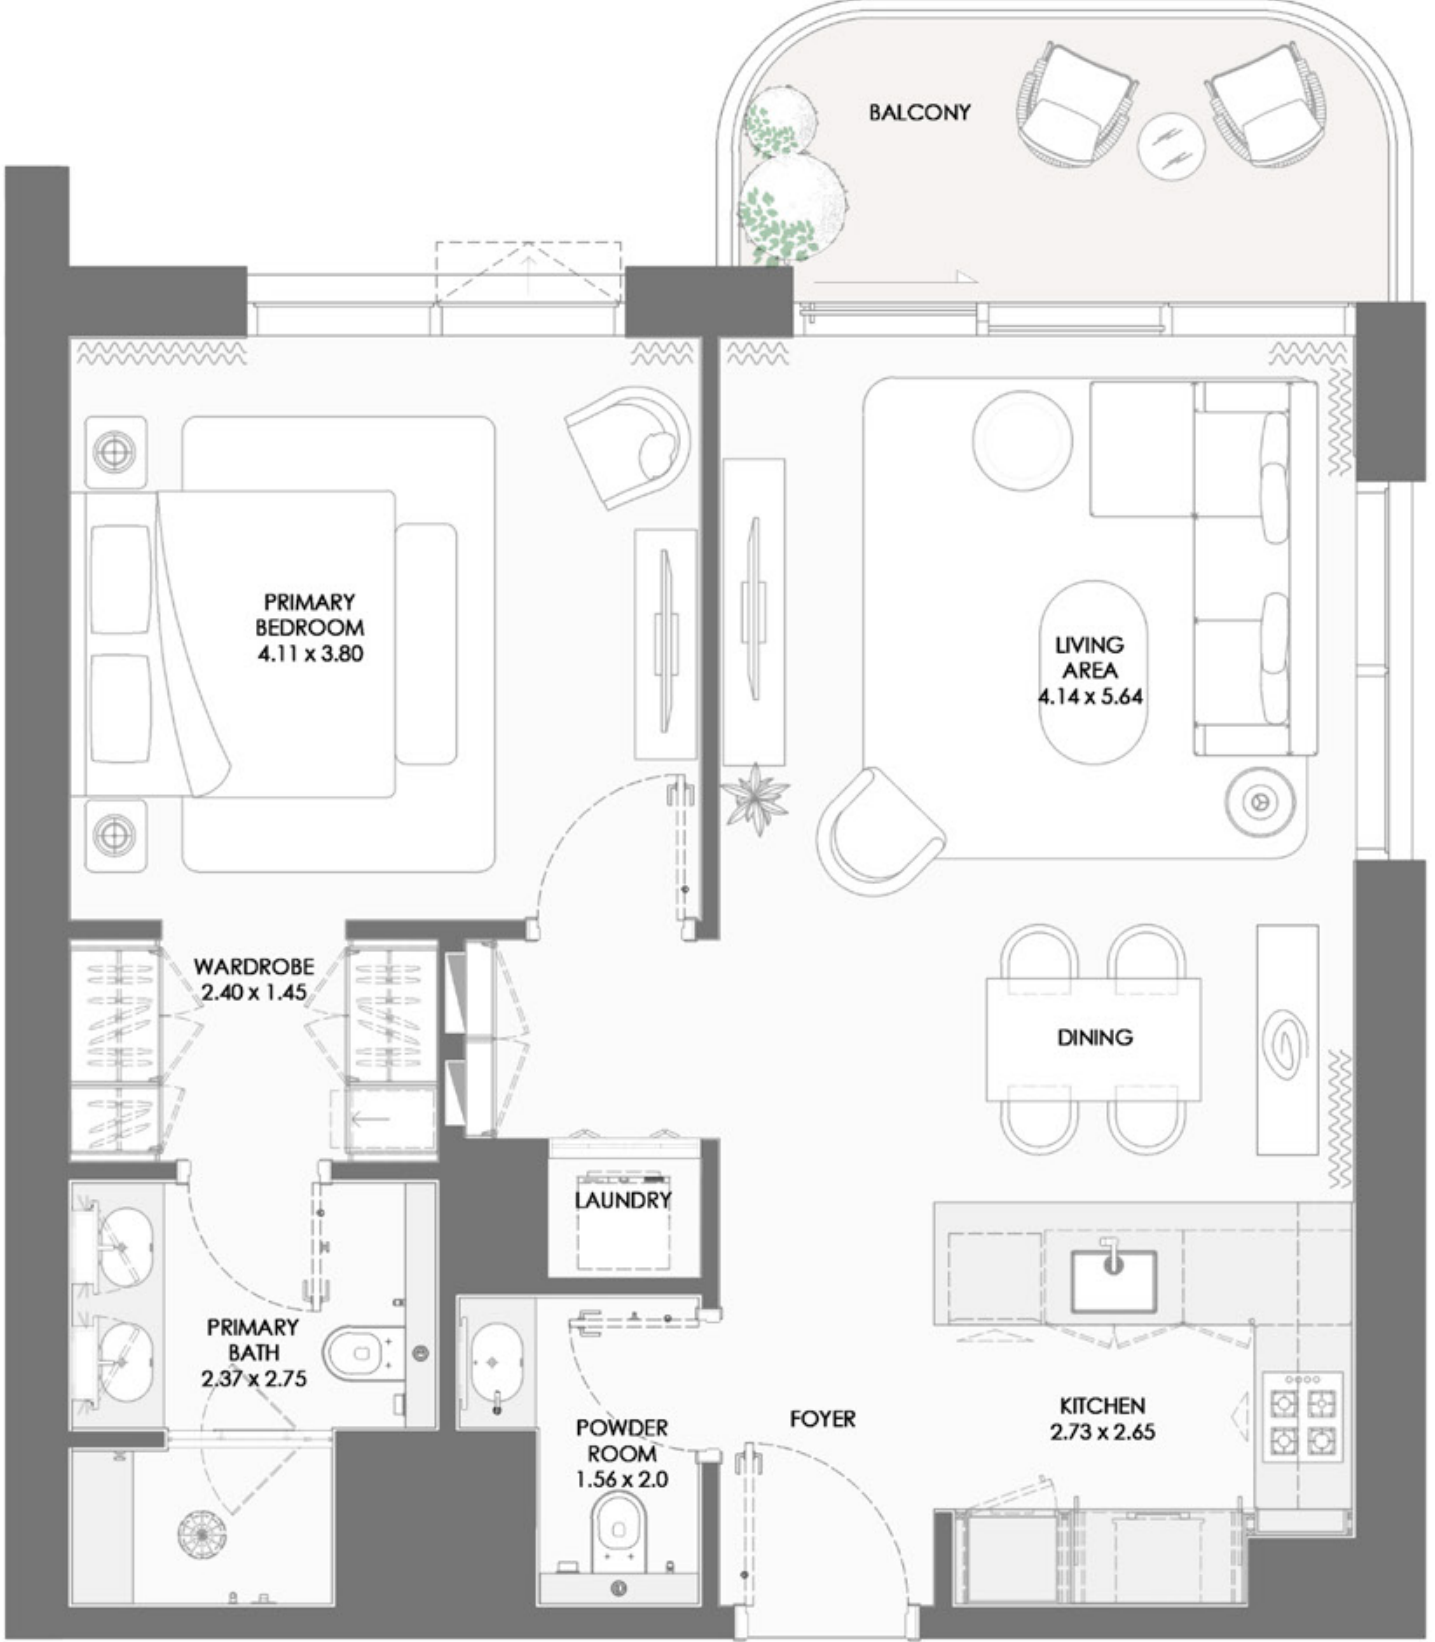 BALCONY
PRIMARY
BEDROOM
4.11 x 3.80
LIVING
AREA
4.14 x 5.64
WARDROBE
2.40 x 1.45
DINING
LAUNDRY
PRIMARY
BATH
2.37 x 2.75
POWDER
ROOM
1.56 x 2.0
FOYER
KITCHEN
2.73 x 2.65